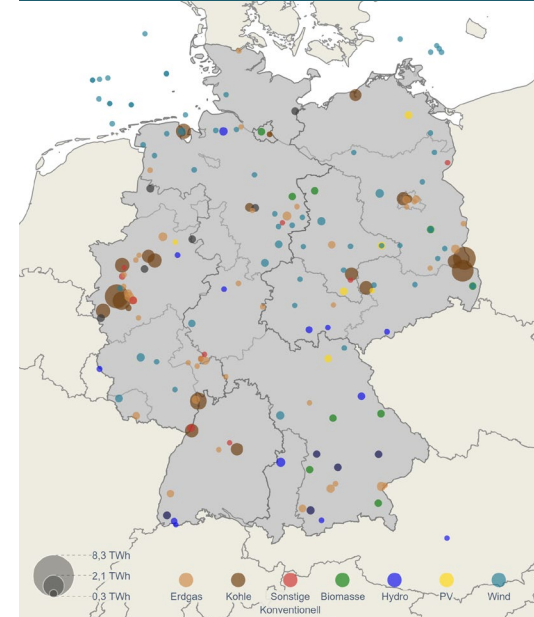 8,3 TWh
2,1 TWh
0,3 TWh
Erdgas Kohle Sonstige Biomasse Hydro PV Wind
Konventionell